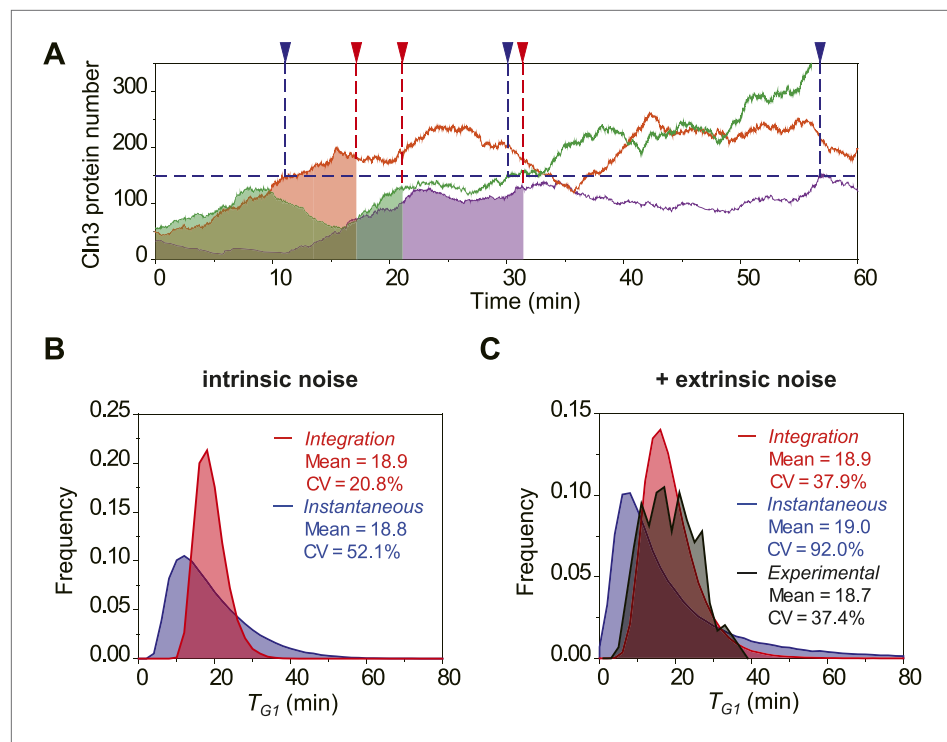 A
Cln3 protein number
300
200
100
0
0 10 20 30 40 50 60
Time (min)
B
intrinsic noise
Frequency
0.25
0.20
0.15
0.10
0.05
0.00
Integration
Mean = 18.9
CV = 20.8%
Instantaneous
Mean = 18.8
CV = 52.1%
0 20 40 60 80
TG1 (min)
C
+ extrinsic noise
Frequency
0.15
0.10
0.05
0.00
Integration
Mean = 18.9
CV = 37.9%
Instantaneous
Mean = 19.0
CV = 92.0%
Experimental
Mean = 18.7
CV = 37.4%
0 20 40 60 80
TG1 (min)